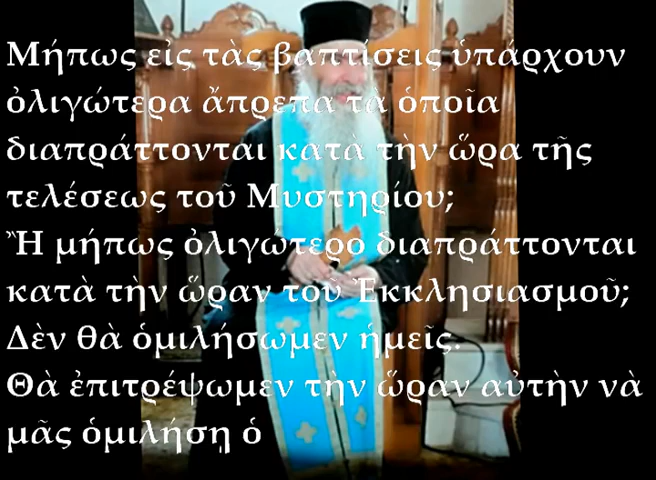 Μήπως εἰς τὰς βαπτίσεις ὑπάρχουν
ὀλιγώτερα ἄπρεπα τὰ ὁποῖα
διαπράττονται κατὰ τὴν ὥρα τῆς
τελέσεως τοῦ Μυστηρίου;
Ἢ μήπως ὀλιγώτερο διαπράττονται
κατὰ τὴν ὥραν τοῦ Ἐκκλησιασμοῦ;
Δὲν θὰ ὁμιλήσωμεν ἡμεῖς.
Θὰ ἐπιτρέψωμεν τὴν ὥραν αὐτὴν νὰ
μᾶς ὁμιλήσῃ ὁ